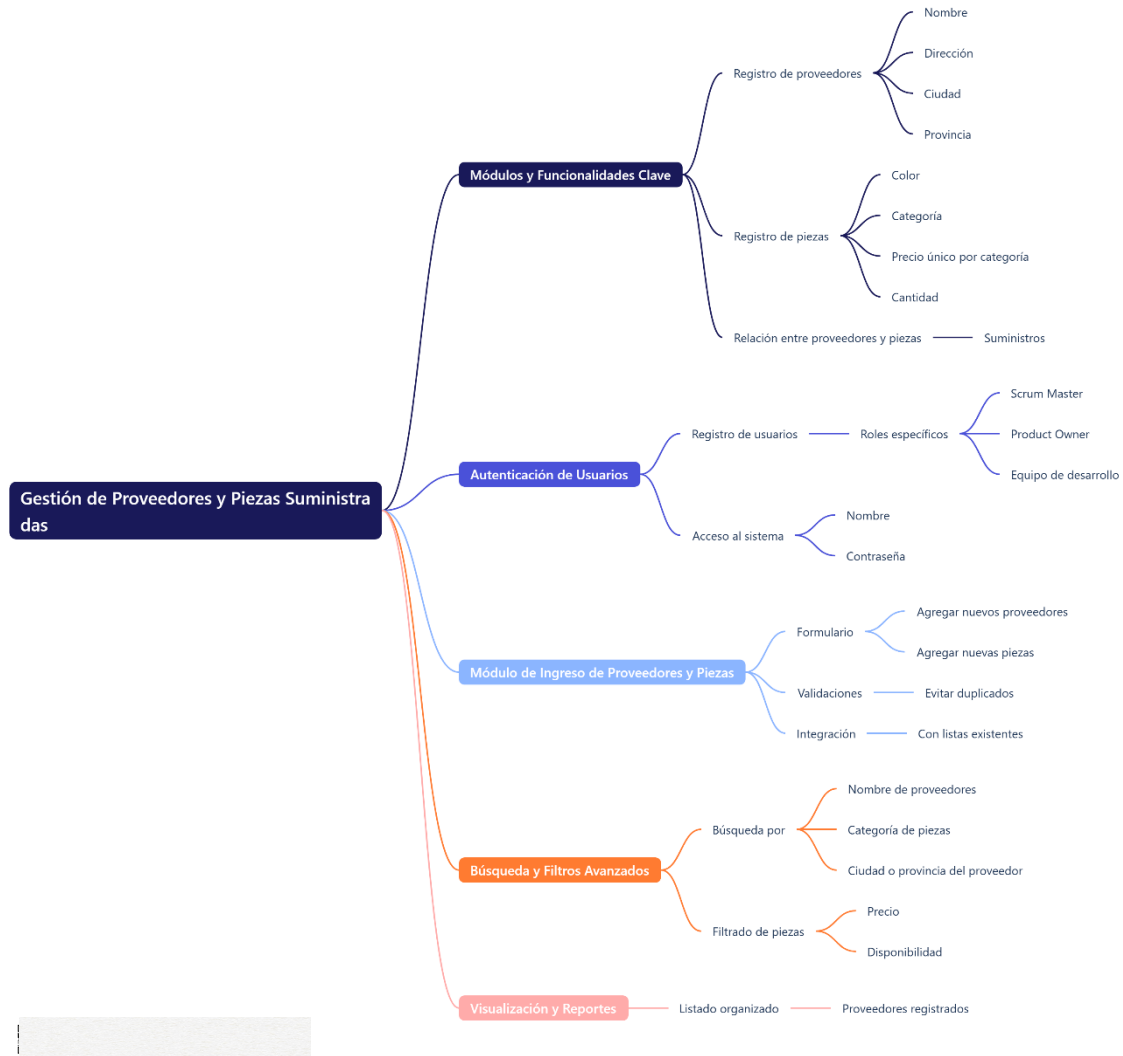 Gestión de Proveedores y Piezas Suministra
das
Módulos y Funcionalidades Clave
Registro de proveedores
Nombre
Dirección
Ciudad
Provincia
Registro de piezas
Color
Categoría
Precio único por categoría
Cantidad
Relación entre proveedores y piezas
Suministros
Autenticación de Usuarios
Registro de usuarios
Roles específicos
Scrum Master
Product Owner
Equipo de desarrollo
Acceso al sistema
Nombre
Contraseña
Módulo de Ingreso de Proveedores y Piezas
Formulario
Agregar nuevos proveedores
Agregar nuevas piezas
Validaciones
Evitar duplicados
Integración
Con listas existentes
Búsqueda y Filtros Avanzados
Búsqueda por
Nombre de proveedores
Categoría de piezas
Ciudad o provincia del proveedor
Filtrado de piezas
Precio
Disponibilidad
Visualización y Reportes
Listado organizado
Proveedores registrados